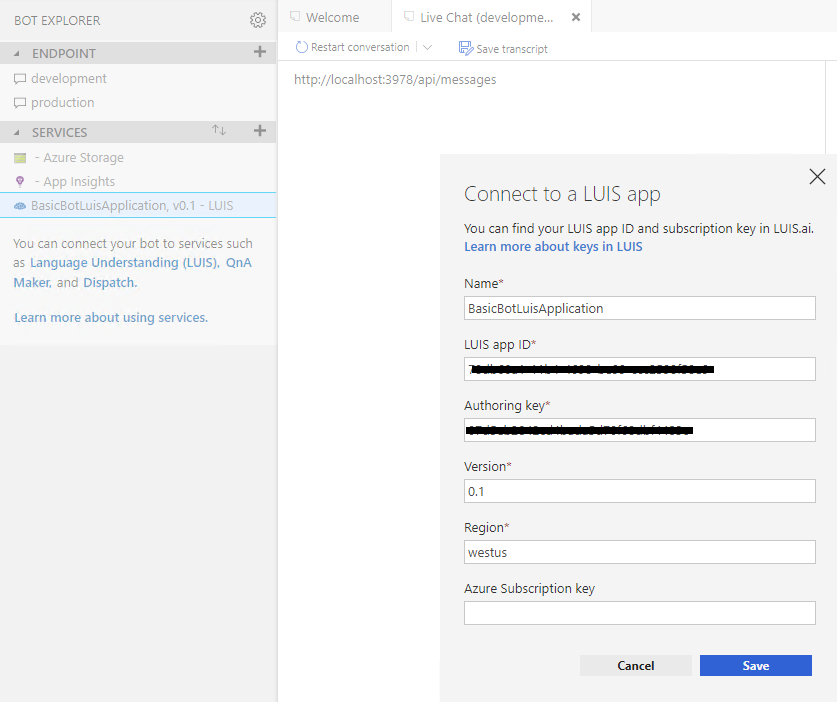 BOT EXPLORER
ENDPOINT
development
production
SERVICES
- Azure Storage
- App Insights
BasicBotLuisApplication, v0.1 - LUIS
You can connect your bot to services such
as Language Understanding (LUIS), QnA
Maker, and Dispatch.
Learn more about using services.
Welcome
Live Chat (developme...
Restart conversation
Save transcript
http://localhost:3978/api/messages
Connect to a LUIS app
You can find your LUIS app ID and subscription key in LUIS.ai.
Learn more about keys in LUIS
Name*
BasicBotLuisApplication
LUIS app ID*
Authoring key*
Version*
0.1
Region*
westus
Azure Subscription key
Cancel
Save